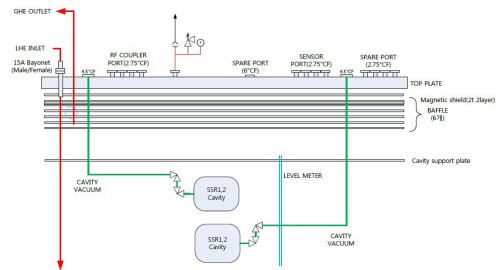 GHE OUTLET
LHE INLET
15A Bayonet
(Male/Female)
4.5"CF
RF COUPLER
PORT(2.75"CF)
SPARE PORT
(6"CF)
SENSOR
PORT(2.75"CF)
4.5"CF
SPARE PORT
(2.75"CF)
TOP PLATE
Magnetic shield(2t 2layer)
BAFFLE
Cavity support plate
CAVITY
VACUUM
LEVEL METER
SSR1,2
Cavity
SSR1,2
Cavity
CAVITY
VACUUM